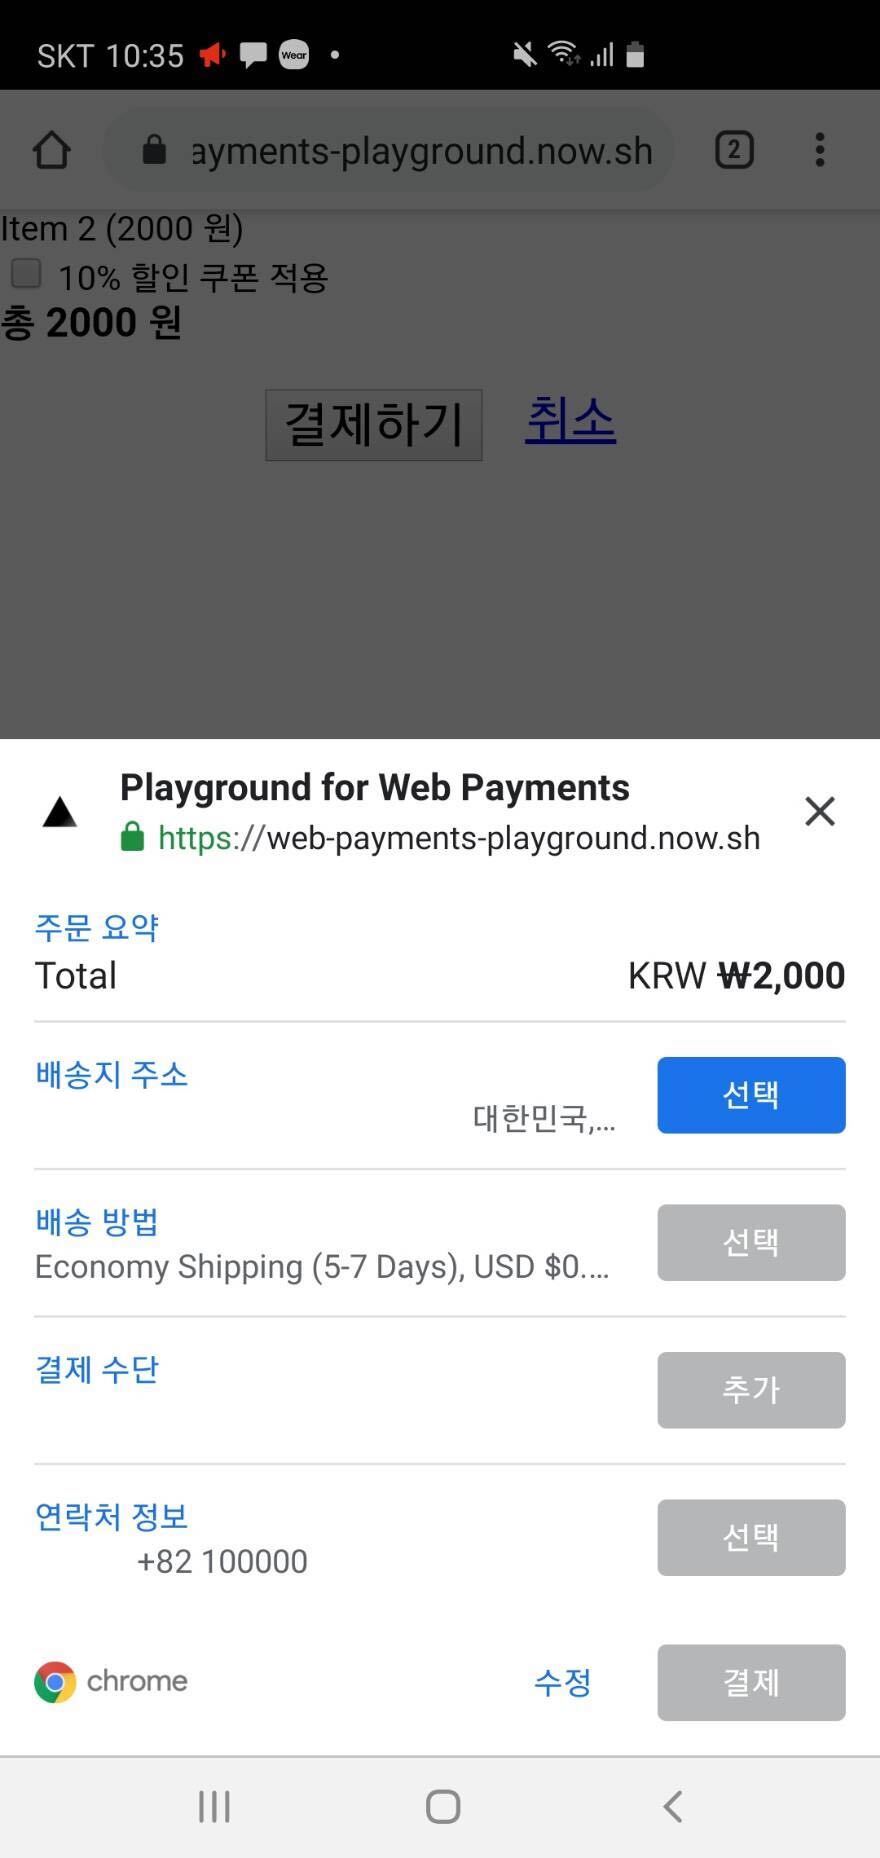 SKT 10:35 Wear
ayments-playground.now.sh 2
Item 2 (2000 원)
10% 할인 쿠폰 적용
총 2000 원
결제하기 취소
Playground for Web Payments
https://web-payments-playground.now.sh
주문 요약
Total KRW ₩2,000
배송지 주소
대한민국,... 선택
배송 방법
Economy Shipping (5-7 Days), USD $0.... 선택
결제 수단 추가
연락처 정보
+82 100000 선택
chrome 수정 결제